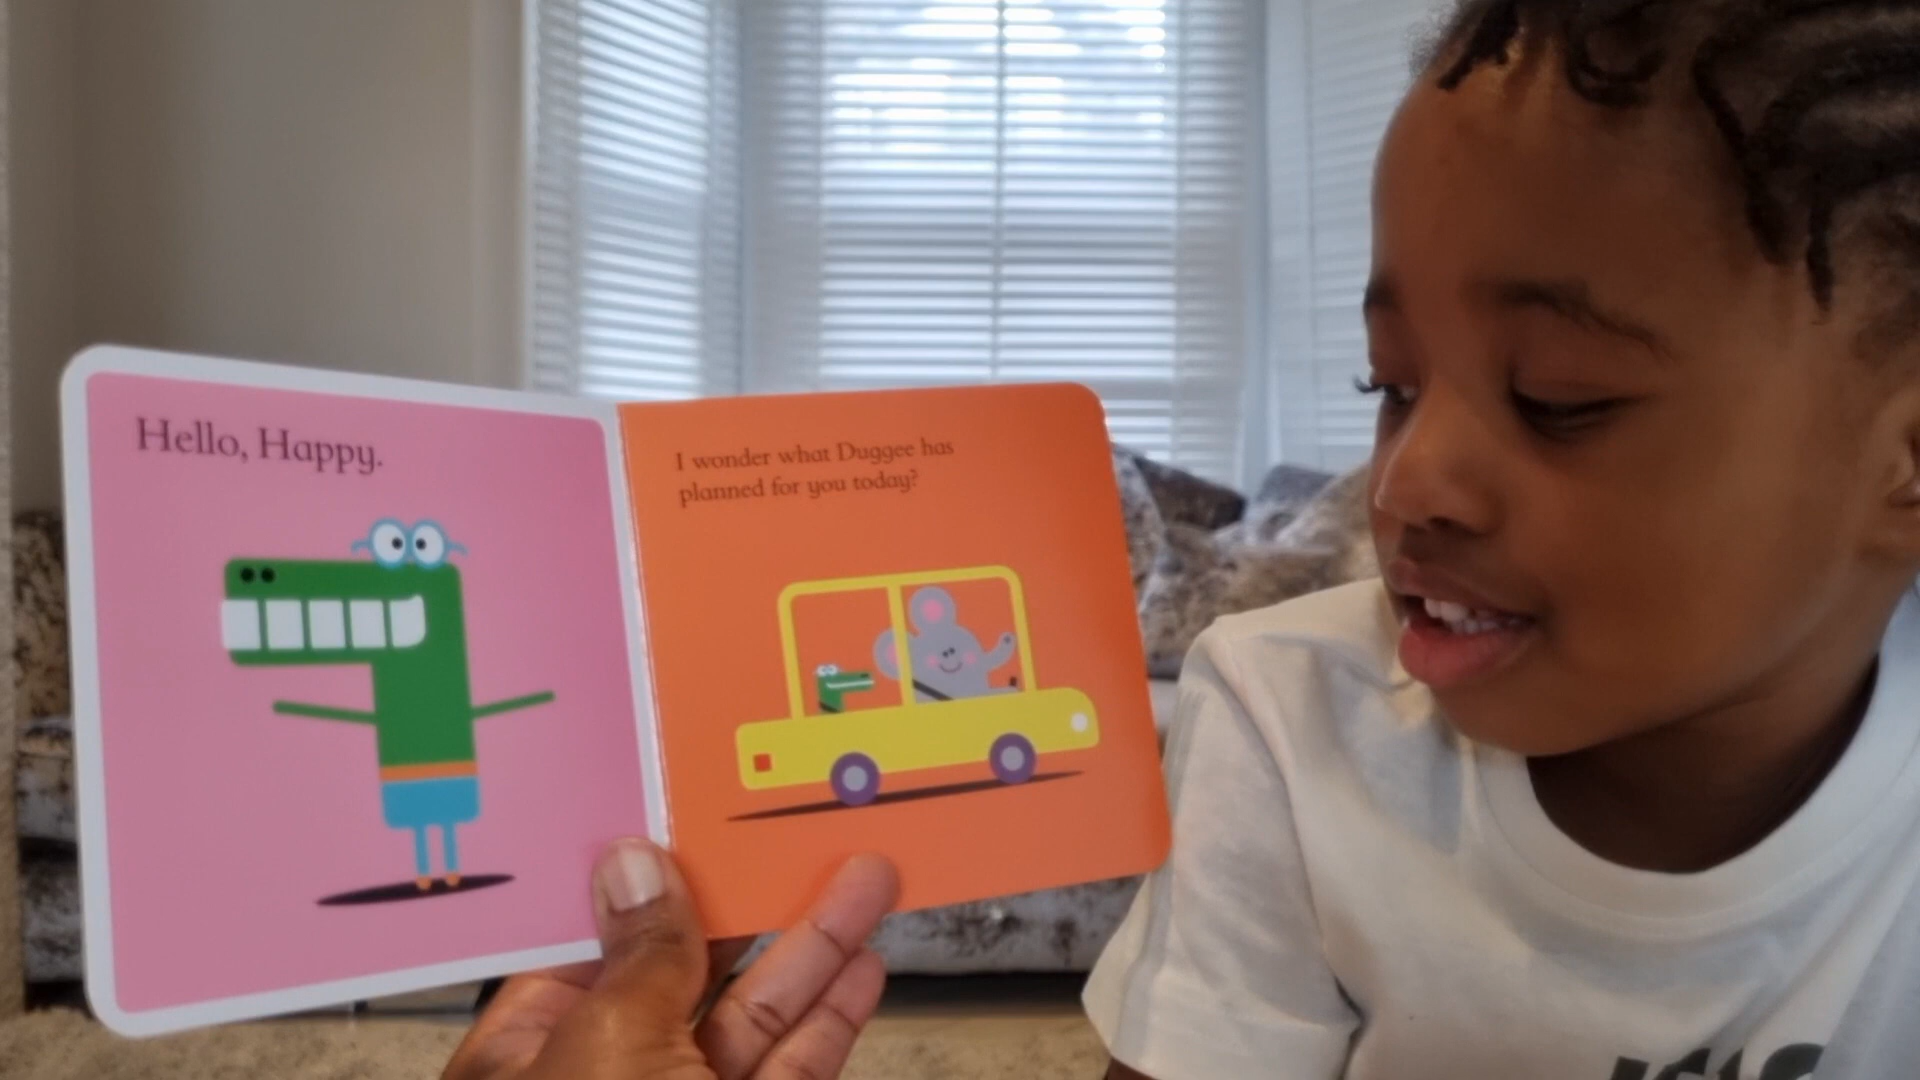 Hello, Happy.
I wonder what Duggee has
planned for you today?